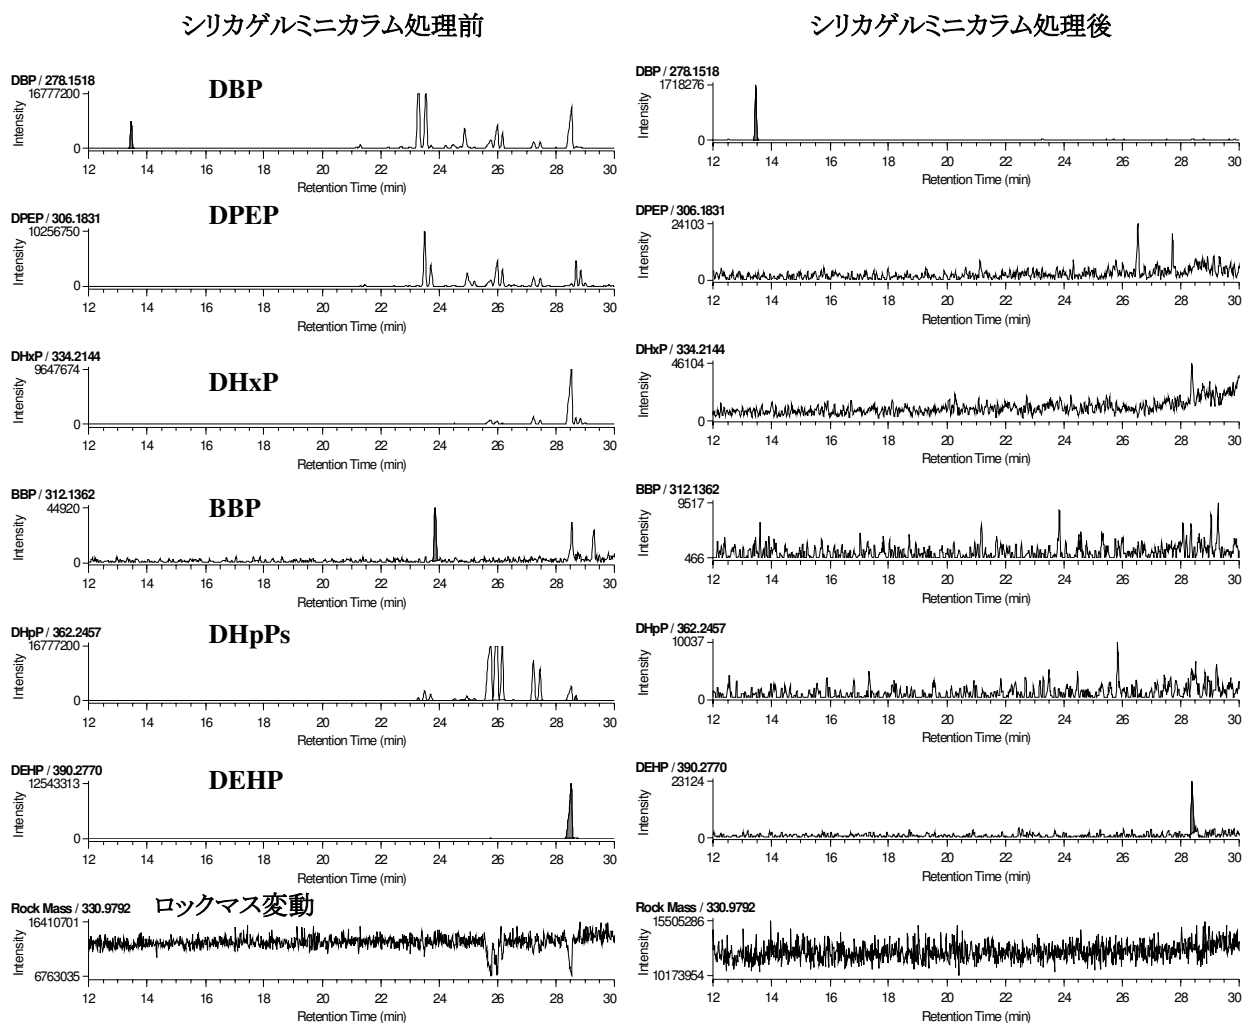 シリカゲルミニカラム処理前
DBP / 278.1518
DBP
16777200
Intensity
0
12 14 16 18 20 22 24 26 28 30
Retention Time (min)
DPEP / 306.1831
DPEP
10256750
Intensity
0
12 14 16 18 20 22 24 26 28 30
Retention Time (min)
DHxP / 334.2144
DHxP
9647674
Intensity
0
12 14 16 18 20 22 24 26 28 30
Retention Time (min)
BBP / 312.1362
BBP
44920
Intensity
0
12 14 16 18 20 22 24 26 28 30
Retention Time (min)
DHpP / 362.2457
DHpPs
16777200
Intensity
0
12 14 16 18 20 22 24 26 28 30
Retention Time (min)
DEHP / 390.2770
DEHP
12543313
Intensity
0
12 14 16 18 20 22 24 26 28 30
Retention Time (min)
Rock Mass / 330.9792
ロックマス変動
16410701
Intensity
6763035
12 14 16 18 20 22 24 26 28 30
Retention Time (min)
シリカゲルミニカラム処理後
DBP / 278.1518
1718276
Intensity
0
12 14 16 18 20 22 24 26 28 30
Retention Time (min)
DPEP / 306.1831
24103
Intensity
0
12 14 16 18 20 22 24 26 28 30
Retention Time (min)
DHxP / 334.2144
46104
Intensity
0
12 14 16 18 20 22 24 26 28 30
Retention Time (min)
BBP / 312.1362
9517
Intensity
466
12 14 16 18 20 22 24 26 28 30
Retention Time (min)
DHpP / 362.2457
10037
Intensity
0
12 14 16 18 20 22 24 26 28 30
Retention Time (min)
DEHP / 390.2770
23124
Intensity
0
12 14 16 18 20 22 24 26 28 30
Retention Time (min)
Rock Mass / 330.9792
15505286
Intensity
10173954
12 14 16 18 20 22 24 26 28 30
Retention Time (min)